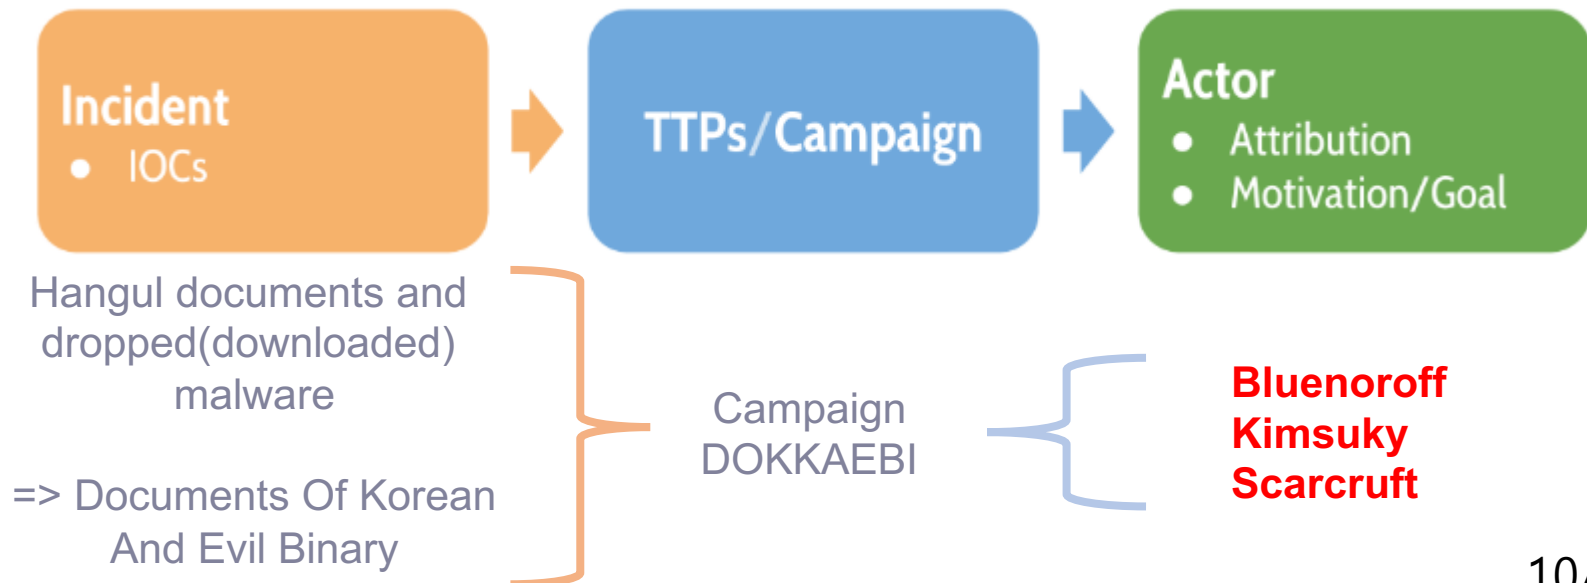 Incident
● IOCs
TTPs/Campaign
Actor
● Attribution
● Motivation/Goal
Hangul documents and
dropped(downloaded)
malware
=> Documents Of Korean
And Evil Binary
Campaign
DOKKAEBI
Bluenoroff
Kimsuky
Scarcruft